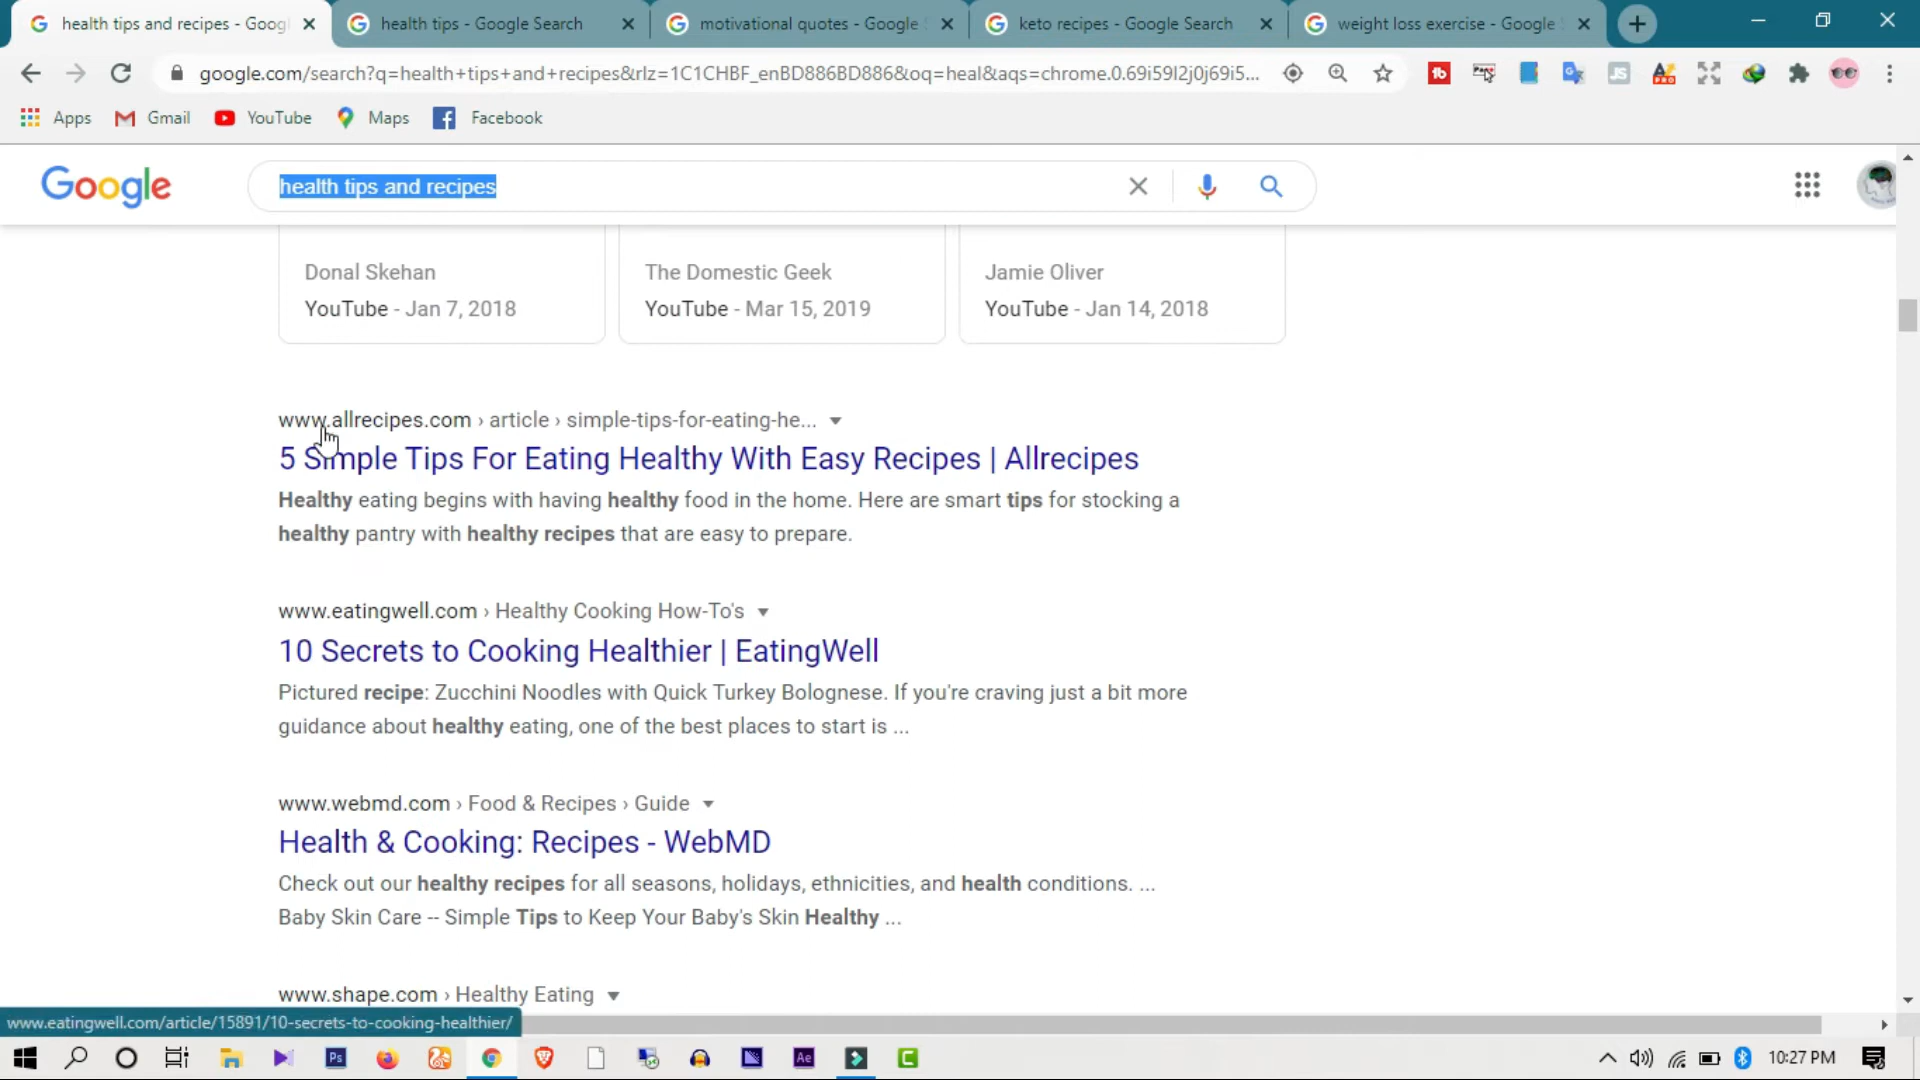 health tips and recipes - Googl
health tips - Google Search
motivational quotes - Google S
keto recipes - Google Search
weight loss exercise - Google S
google.com/search?q=health+tips+and+recipes&rlz=1C1CHBF_enBD886BD886&oq=heal&aqs=chrome.0.69i59l2j0j69i5...
Apps
Gmail
YouTube
Maps
Facebook
Google
health tips and recipes
Donal Skehan
YouTube - Jan 7, 2018
The Domestic Geek
YouTube - Mar 15, 2019
Jamie Oliver
YouTube - Jan 14, 2018
www.allrecipes.com › article › simple-tips-for-eating-he...
5 Simple Tips For Eating Healthy With Easy Recipes | Allrecipes
Healthy eating begins with having healthy food in the home. Here are smart tips for stocking a
healthy pantry with healthy recipes that are easy to prepare.
www.eatingwell.com › Healthy Cooking How-To's
10 Secrets to Cooking Healthier | EatingWell
Pictured recipe: Zucchini Noodles with Quick Turkey Bolognese. If you're craving just a bit more
guidance about healthy eating, one of the best places to start is ...
www.webmd.com › Food & Recipes › Guide
Health & Cooking: Recipes - WebMD
Check out our healthy recipes for all seasons, holidays, ethnicities, and health conditions. ...
Baby Skin Care -- Simple Tips to Keep Your Baby's Skin Healthy ...
www.shape.com › Healthy Eating
www.eatingwell.com/article/15891/10-secrets-to-cooking-healthier/
Ps
Ae
C
10:27 PM